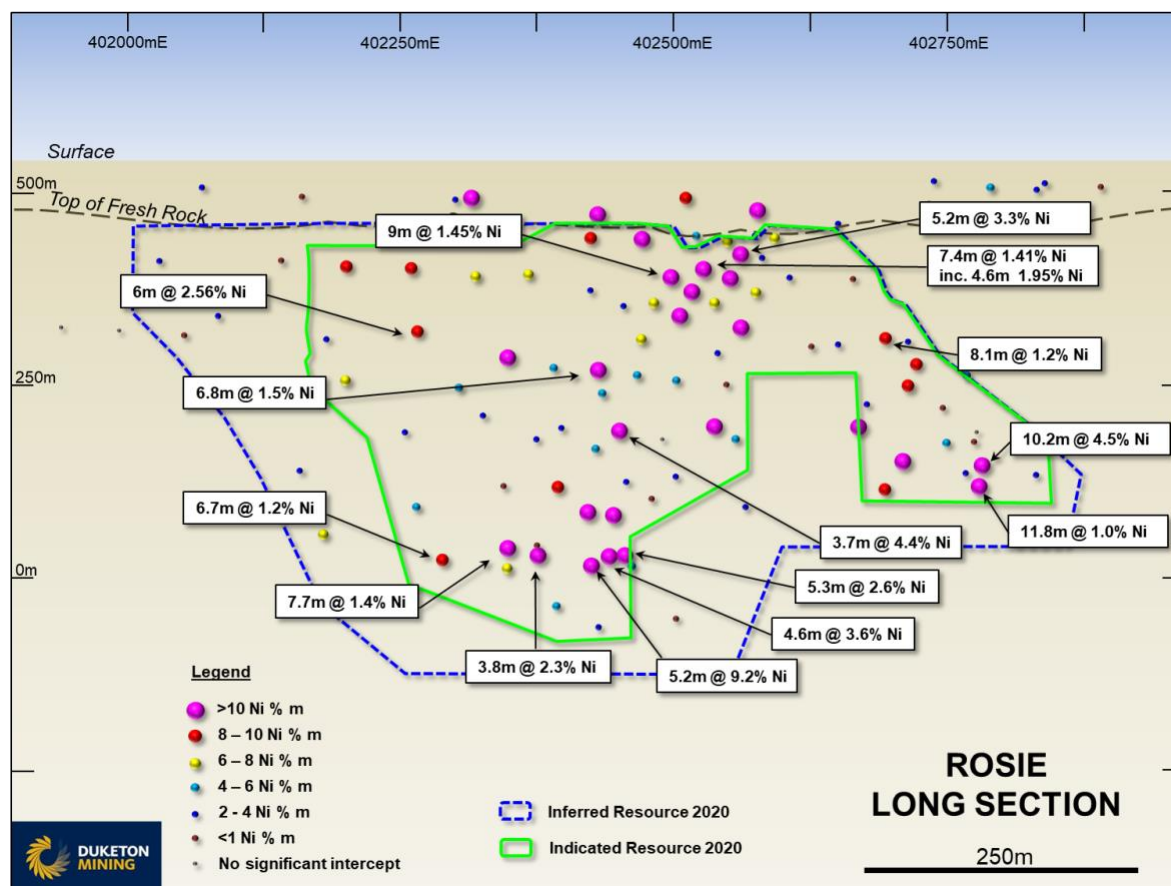 402000mE
402250mE
402500mE
402750mE
Surface
500m
Top of Fresh Rock
9m @ 1.45% Ni
5.2m @ 3.3% Ni
7.4m @ 1.41% Ni
inc. 4.6m 1.95% Ni
6m @ 2.56% Ni
8.1m @ 1.2% Ni
250m
6.8m @ 1.5% Ni
10.2m @ 4.5% Ni
6.7m @ 1.2% Ni
11.8m @ 1.0% Ni
3.7m @ 4.4% Ni
0m
5.3m @ 2.6% Ni
7.7m @ 1.4% Ni
4.6m @ 3.6% Ni
3.8m @ 2.3% Ni
5.2m @ 9.2% Ni
Legend
>10 Ni % m
8 – 10 Ni % m
6 – 8 Ni % m
4 – 6 Ni % m
2 - 4 Ni % m
<1 Ni % m
No significant intercept
Inferred Resource 2020
Indicated Resource 2020
ROSIE
LONG SECTION
250m
DUKETON
MINING